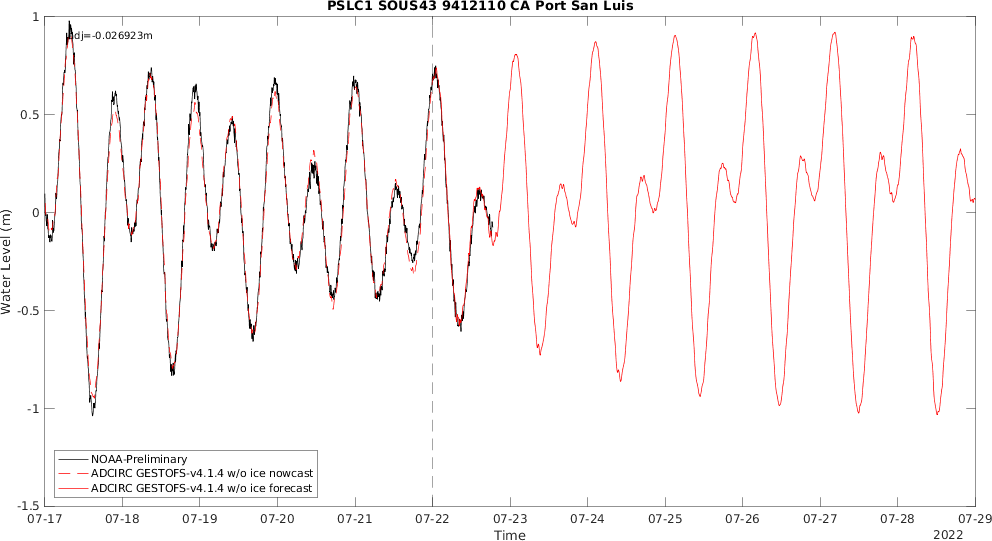 PSLC1 SOUS43 9412110 CA Port San Luis
adj=-0.026923m
Water Level (m)
1
0.5
0
-0.5
-1
-1.5
NOAA-Preliminary
ADCIRC GESTOFS-v4.1.4 w/o ice nowcast
ADCIRC GESTOFS-v4.1.4 w/o ice forecast
07-17 07-18 07-19 07-20 07-21 07-22 07-23 07-24 07-25 07-26 07-27 07-28 07-29
Time
2022